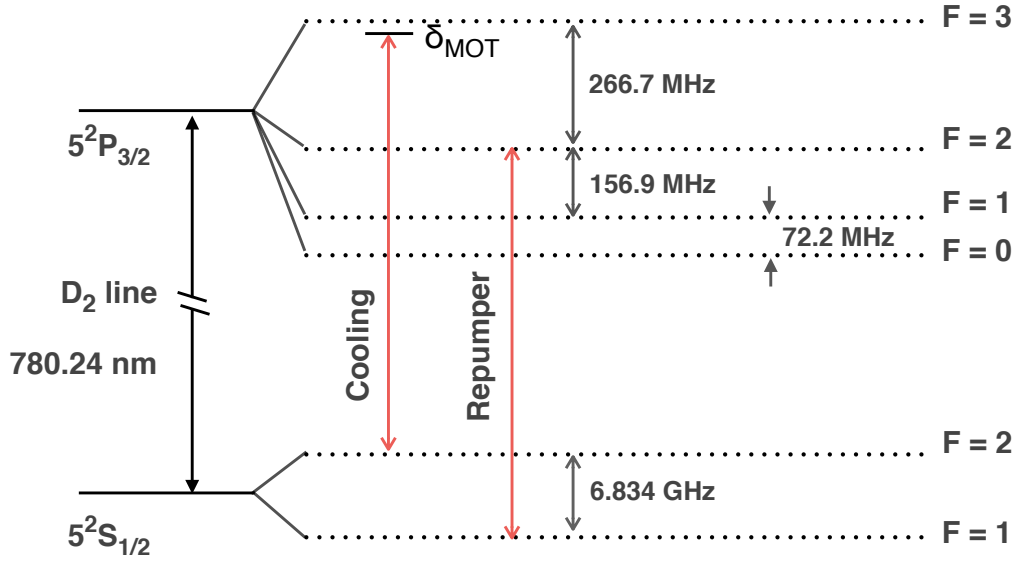 F = 3
δMOT
266.7 MHz
5²P3/2
F = 2
156.9 MHz
F = 1
72.2 MHz
F = 0
D₂ line
780.24 nm
Cooling
Repumper
F = 2
6.834 GHz
5²S1/2
F = 1